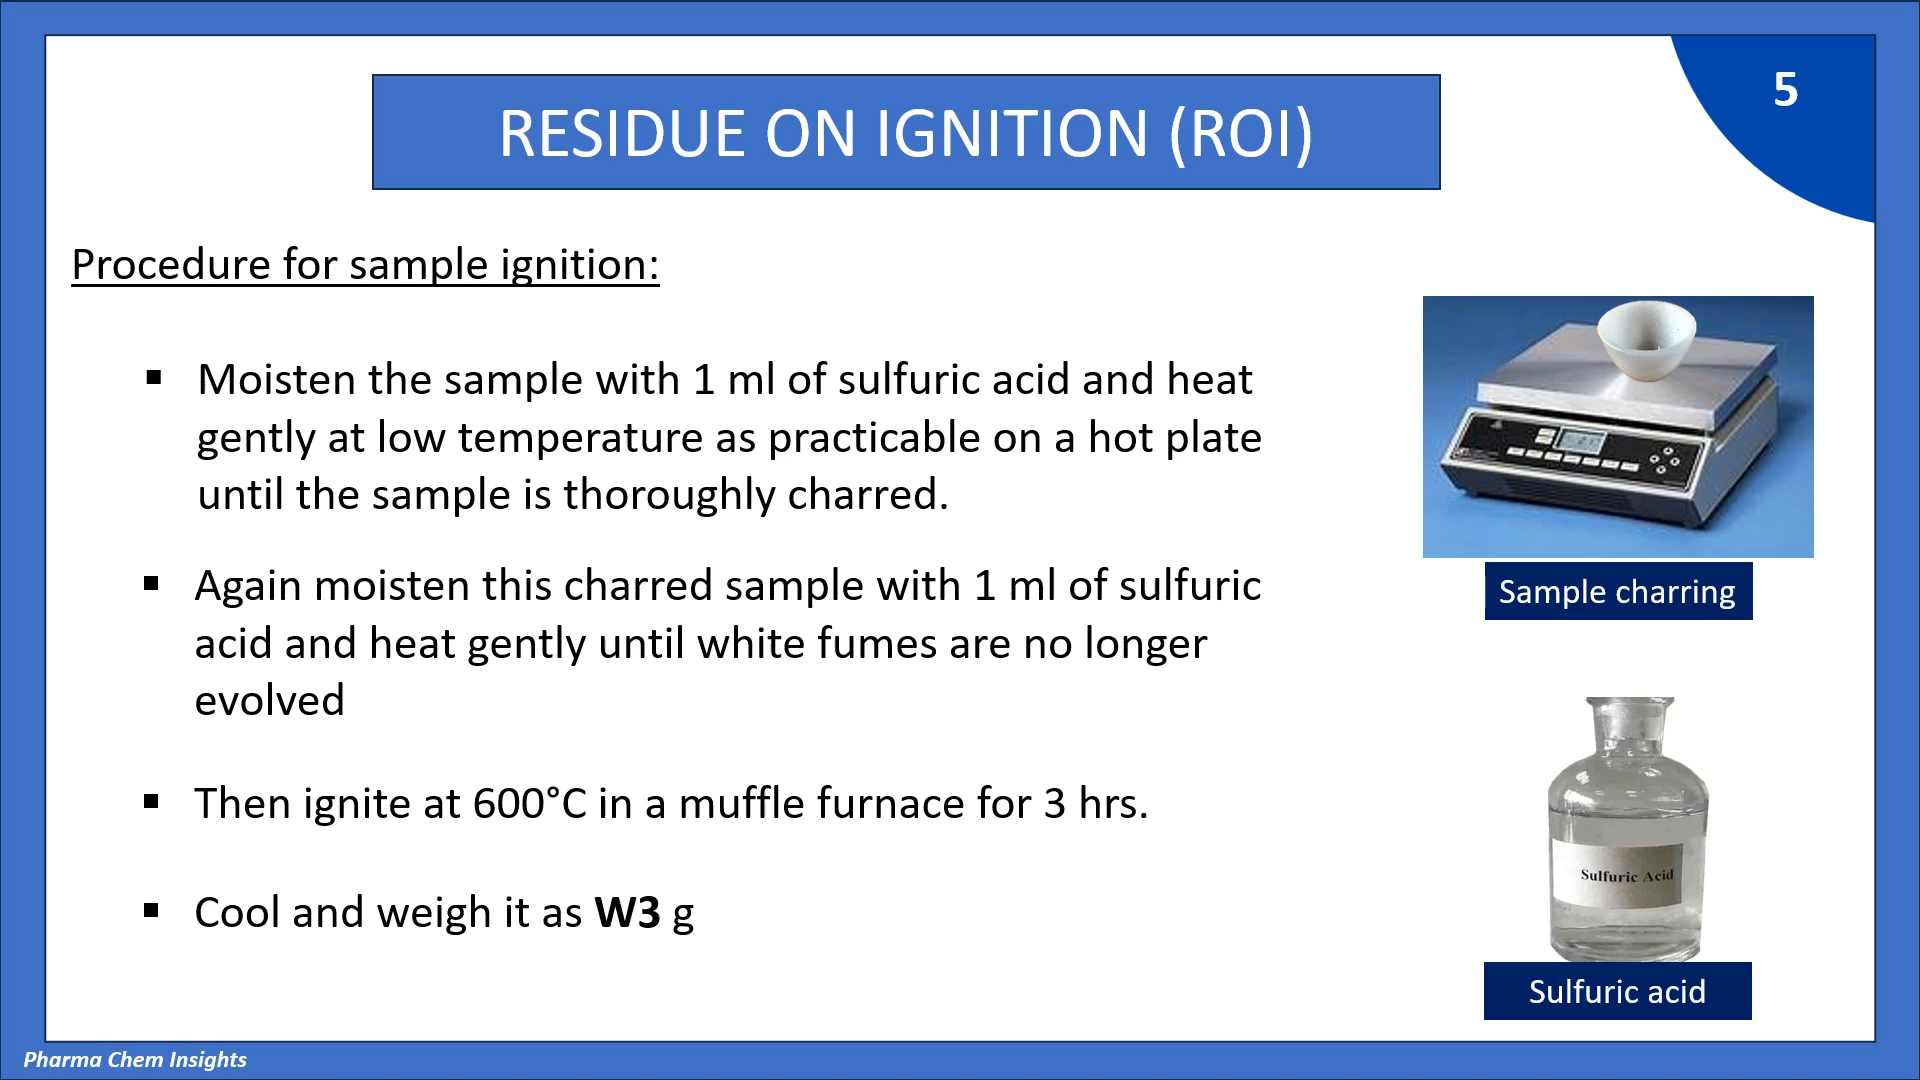 5
RESIDUE ON IGNITION (ROI)
Procedure for sample ignition:
▪ Moisten the sample with 1 ml of sulfuric acid and heat
gently at low temperature as practicable on a hot plate
until the sample is thoroughly charred.
▪ Again moisten this charred sample with 1 ml of sulfuric
acid and heat gently until white fumes are no longer
evolved
▪ Then ignite at 600°C in a muffle furnace for 3 hrs.
▪ Cool and weigh it as W3 g
Sample charring
Sulfuric Acid
Sulfuric acid
Pharma Chem Insights